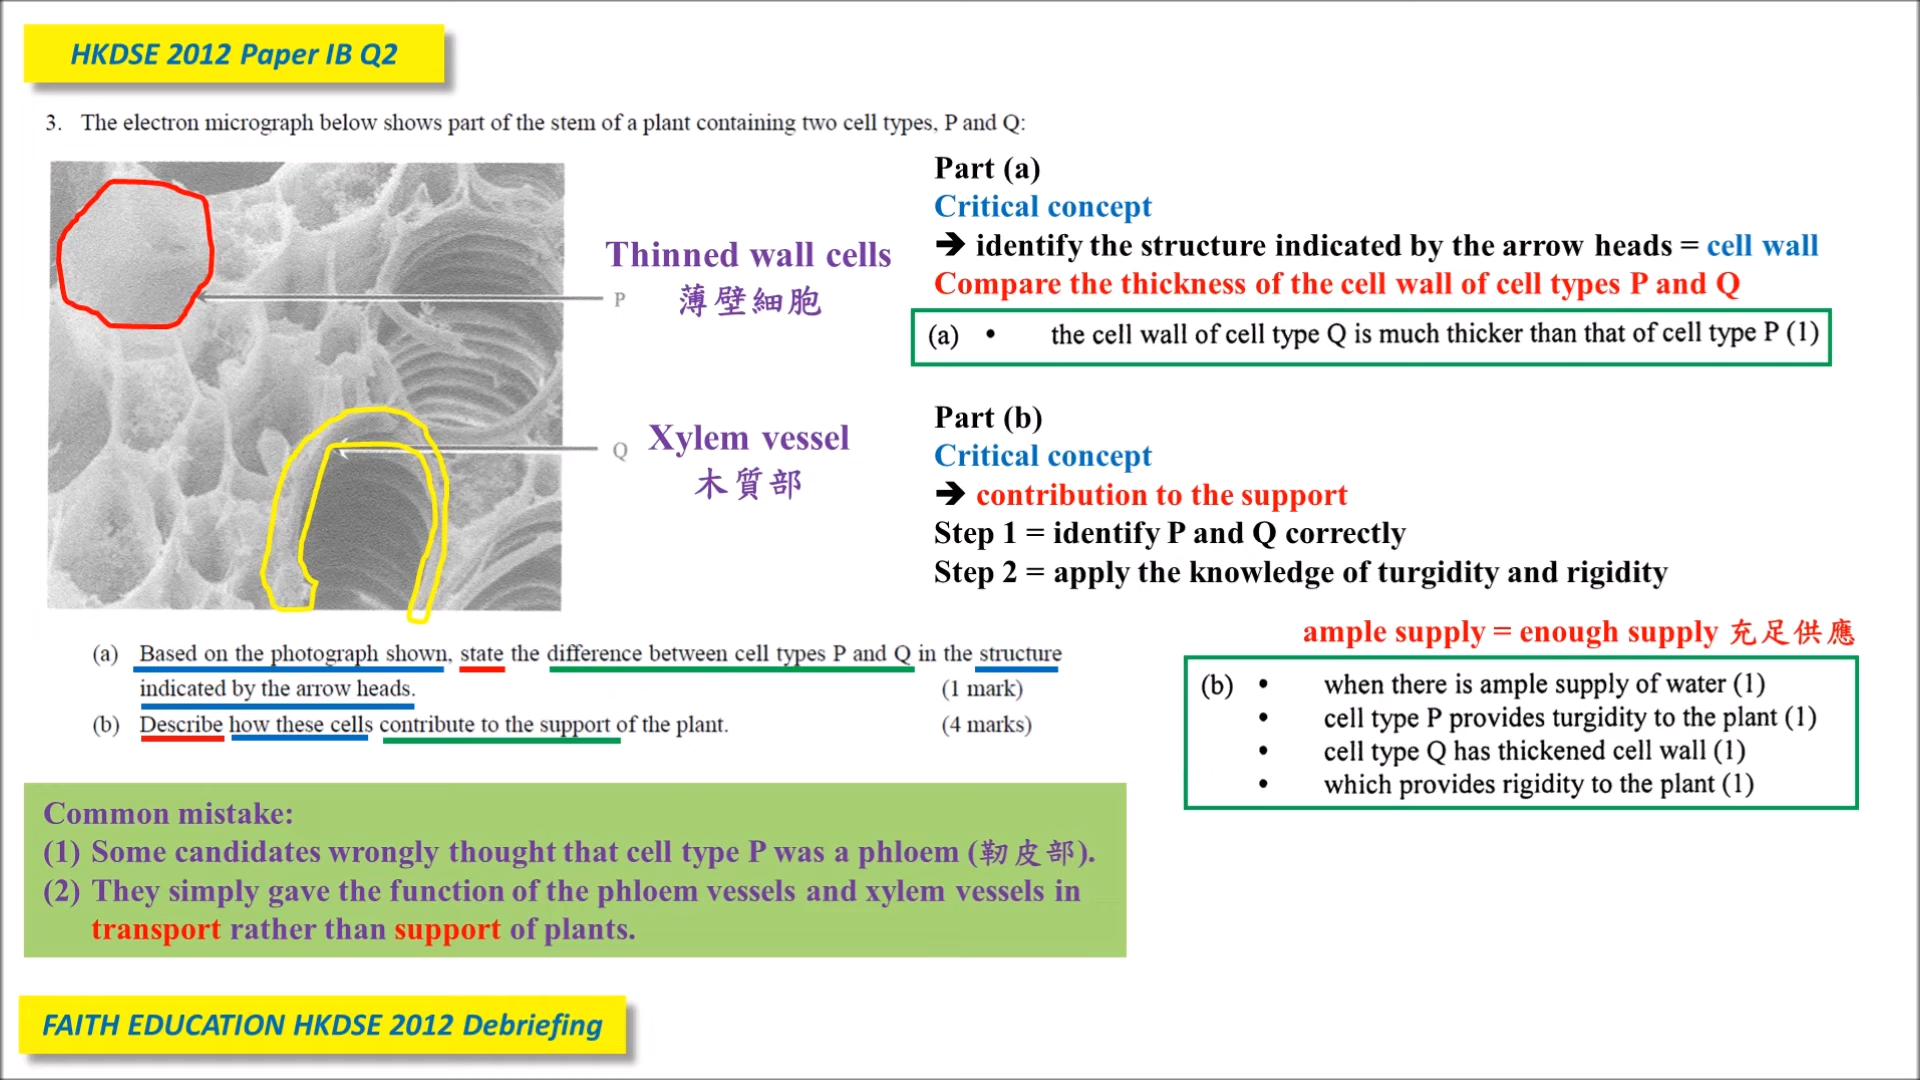 HKDSE 2012 Paper IB Q2
3. The electron micrograph below shows part of the stem of a plant containing two cell types, P and Q:
Thinned wall cells
薄壁細胞
P
Xylem vessel
木質部
Q
Part (a)
Critical concept
➔ identify the structure indicated by the arrow heads = cell wall
Compare the thickness of the cell wall of cell types P and Q
(a) • the cell wall of cell type Q is much thicker than that of cell type P (1)
Part (b)
Critical concept
➔ contribution to the support
Step 1 = identify P and Q correctly
Step 2 = apply the knowledge of turgidity and rigidity
ample supply = enough supply 充足供應
(b) • when there is ample supply of water (1)
• cell type P provides turgidity to the plant (1)
• cell type Q has thickened cell wall (1)
• which provides rigidity to the plant (1)
(a) Based on the photograph shown, state the difference between cell types P and Q in the structure
indicated by the arrow heads. (1 mark)
(b) Describe how these cells contribute to the support of the plant. (4 marks)
Common mistake:
(1) Some candidates wrongly thought that cell type P was a phloem (韌皮部).
(2) They simply gave the function of the phloem vessels and xylem vessels in
transport rather than support of plants.
FAITH EDUCATION HKDSE 2012 Debriefing